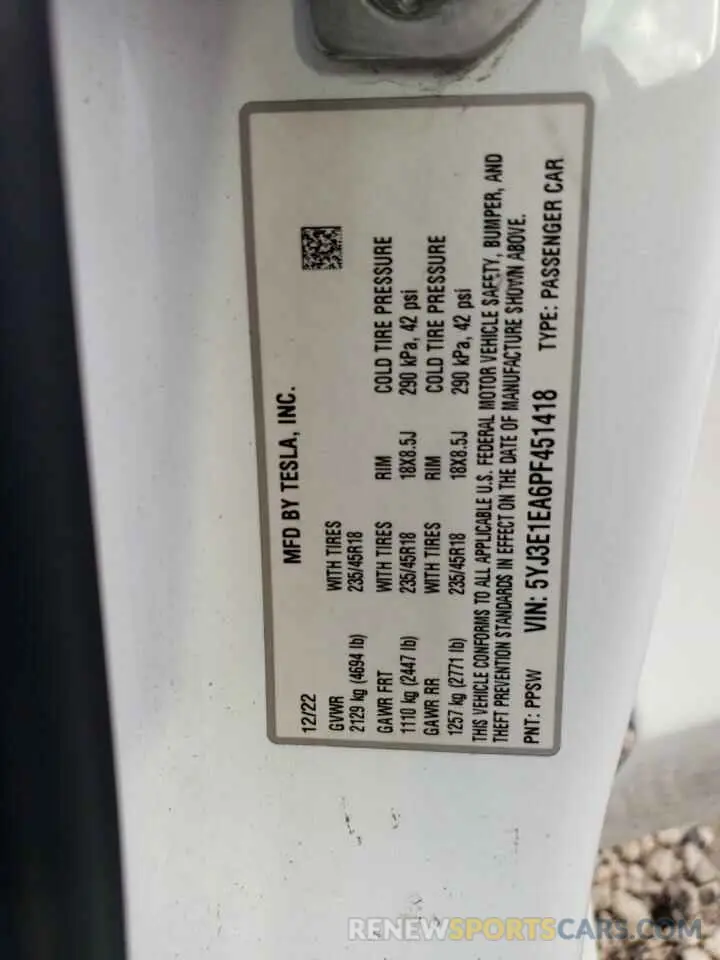 MFD BY TESLA, INC.
12/22
GVWR WITH TIRES
2129 kg (4694 lb) 235/45R18
GAWR FRT WITH TIRES RIM COLD TIRE PRESSURE
1110 kg (2447 lb) 235/45R18 18X8.5J 290 kPa, 42 psi
GAWR RR WITH TIRES RIM COLD TIRE PRESSURE
1257 kg (2771 lb) 235/45R18 18X8.5J 290 kPa, 42 psi
THIS VEHICLE CONFORMS TO ALL APPLICABLE U.S. FEDERAL MOTOR VEHICLE SAFETY, BUMPER, AND
THEFT PREVENTION STANDARDS IN EFFECT ON THE DATE OF MANUFACTURE SHOWN ABOVE.
PNT: PPSW VIN: 5YJ3E1EA6PF451418 TYPE: PASSENGER CAR
RENEWSPORTSCARS.COM